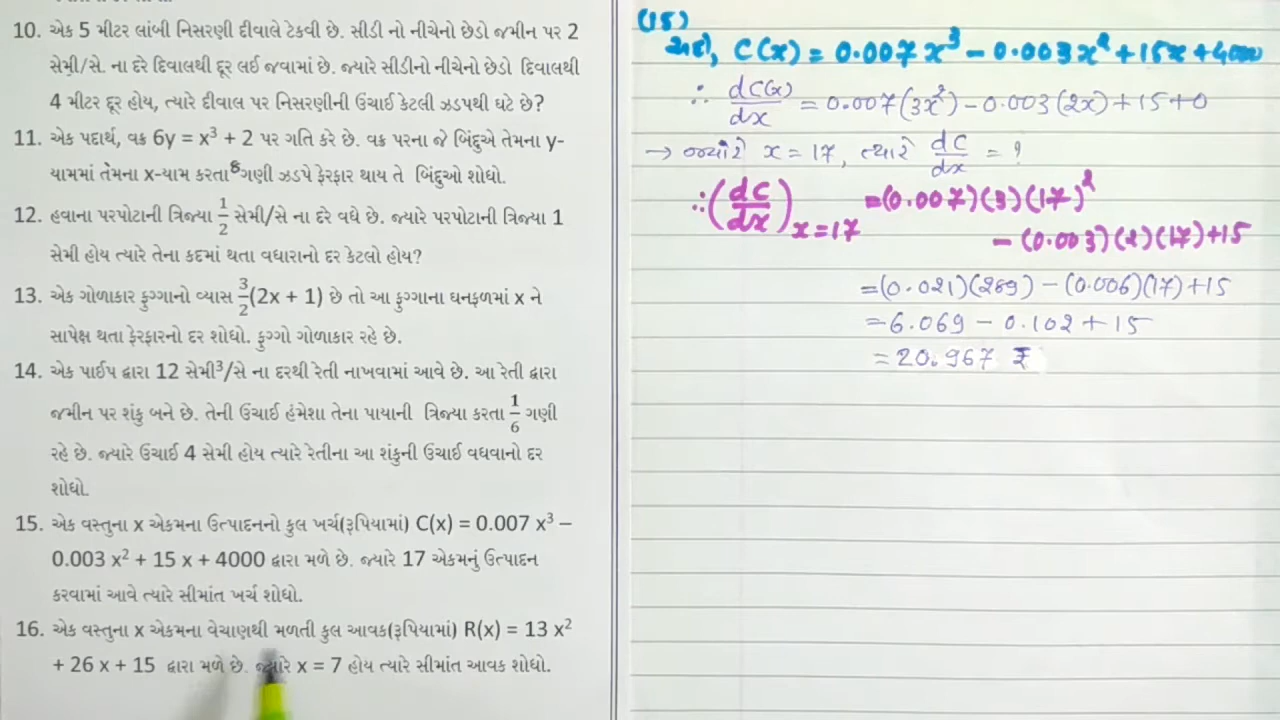 10. એક 5 મીટર લાંબી નિસરણી દીવાલે ટેકવી છે. સીડી નો નીચેનો છેડો જમીન પર 2
સેમી/સે. ના દરે દિવાલથી દૂર લઈ જવામાં છે. જ્યારે સીડીનો નીચેનો છેડો દિવાલથી
4 મીટર દૂર હોય, ત્યારે દીવાલ પર નિસરણીની ઉંચાઈ કેટલી ઝડપથી ઘટે છે?
11. એક પદાર્થ, વક્ર 6y = x³ + 2 પર ગતિ કરે છે. વક્ર પરના જે બિંદુએ તેમના y-
યામમાં તેમના x-યામ કરતા 8 ગણી ઝડપે ફેરફાર થાય તે બિંદુઓ શોધો.
12. હવાના પરપોટાની ત્રિજ્યા 1/2 સેમી/સે ના દરે વધે છે. જ્યારે પરપોટાની ત્રિજ્યા 1
સેમી હોય ત્યારે તેના કદમાં થતા વધારાનો દર કેટલો હોય?
13. એક ગોળાકાર ફુગ્ગાનો વ્યાસ 3/2(2x + 1) છે તો આ ફુગ્ગાના ઘનફળમાં x ને
સાપેક્ષ થતા ફેરફારનો દર શોધો. ફુગ્ગો ગોળાકાર રહે છે.
14. એક પાઈપ દ્વારા 12 સેમી³/સે ના દરથી રેતી નાખવામાં આવે છે. આ રેતી દ્વારા
જમીન પર શંકુ બને છે. તેની ઉચાઈ હંમેશા તેના પાયાની ત્રિજ્યા કરતા 1/6 ગણી
રહે છે. જ્યારે ઉચાઈ 4 સેમી હોય ત્યારે રેતીના આ શંકુની ઉચાઈ વધવાનો દર
શોધો.
15. એક વસ્તુના x એકમના ઉત્પાદનનો કુલ ખર્ચ(રૂપિયામાં) C(x) = 0.007 x³ –
0.003 x² + 15 x + 4000 દ્વારા મળે છે. જ્યારે 17 એકમનું ઉત્પાદન
કરવામાં આવે ત્યારે સીમાંત ખર્ચ શોધો.
16. એક વસ્તુના x એકમના વેચાણથી મળતી કુલ આવક(રૂપિયામાં) R(x) = 13 x²
+ 26 x + 15 દ્વારા મળે છે. જ્યારે x = 7 હોય ત્યારે સીમાંત આવક શોધો.
(15)
અહીં, C(x) = 0.007x³ - 0.003x² + 15x + 4000
∴ dC(x)/dx = 0.007(3x²) - 0.003(2x) + 15 + 0
→ જ્યારે x = 17, ત્યારે dC/dx = ?
∴ (dC/dx) x=17 = (0.007)(3)(17)²
- (0.003)(2)(17) + 15
= (0.021)(289) - (0.006)(17) + 15
= 6.069 - 0.102 + 15
= 20.967 ₹